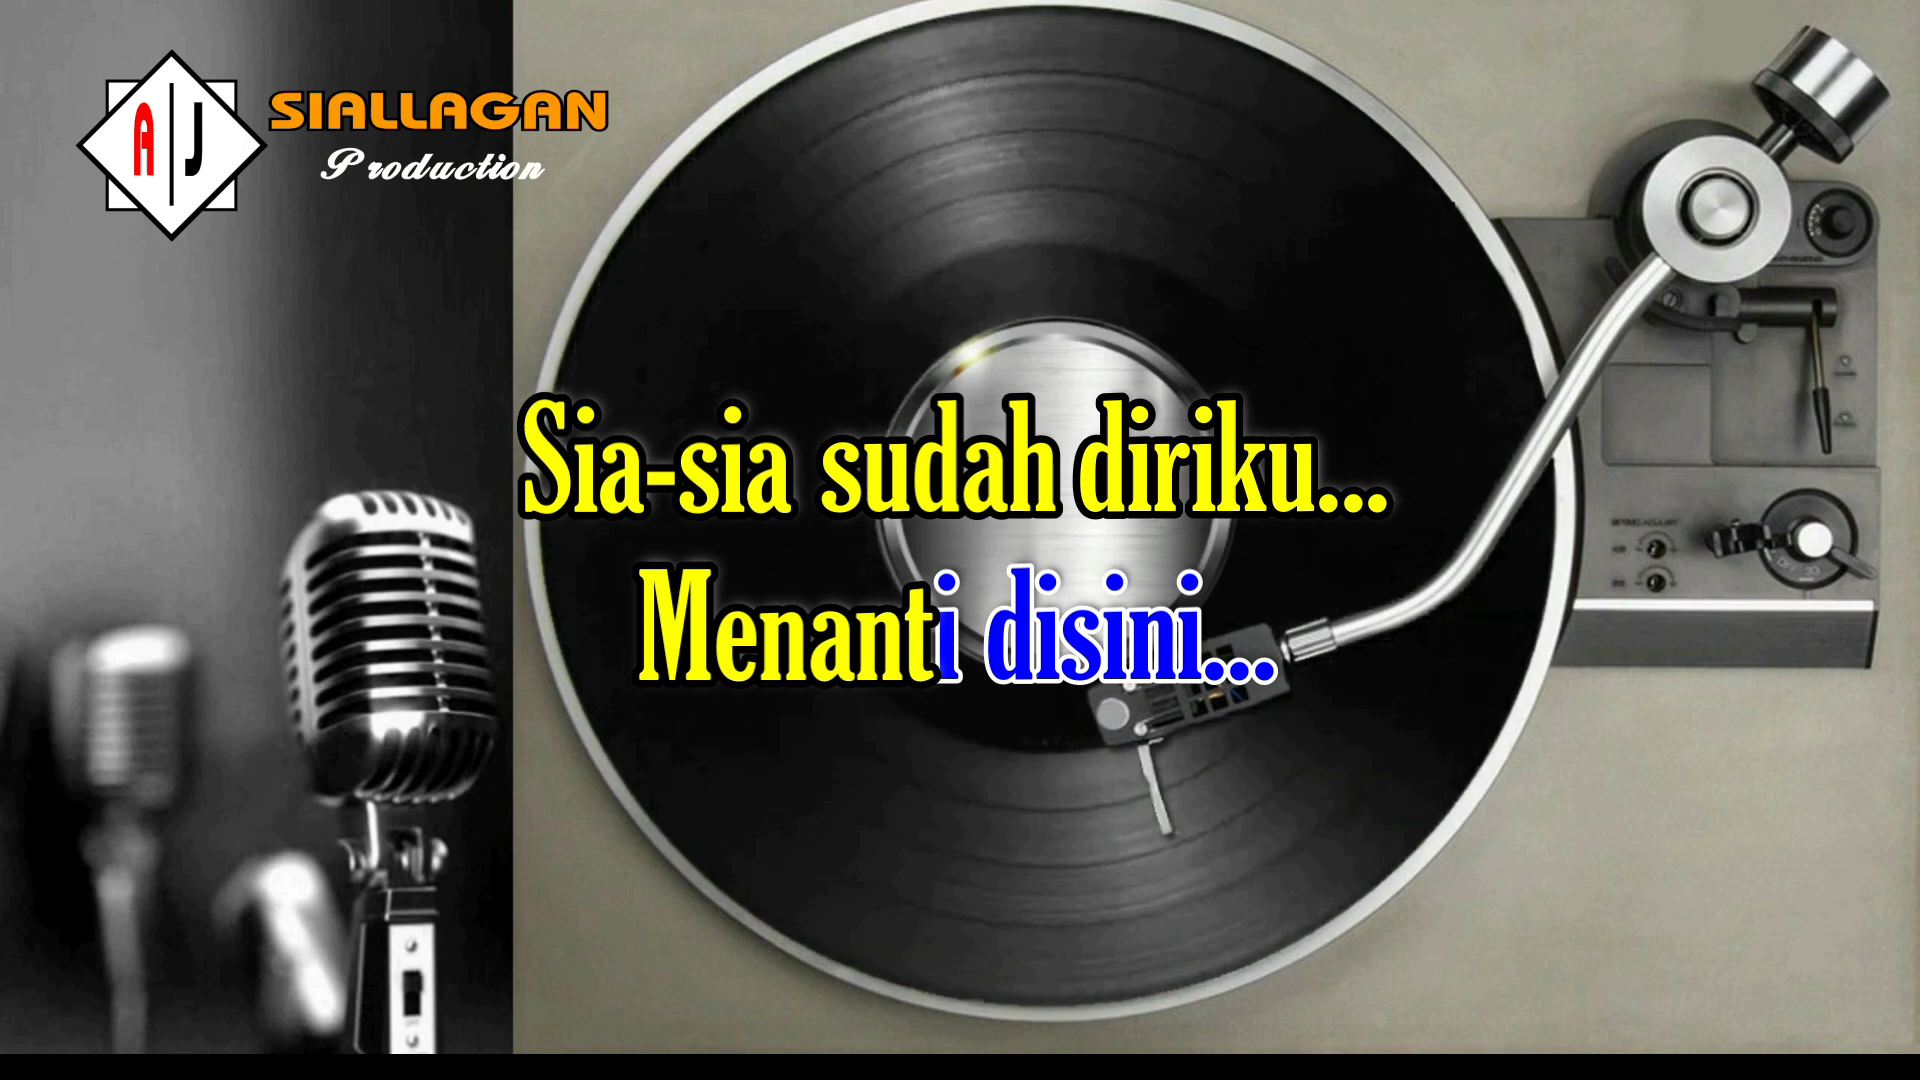 A J
SIALLAGAN
Production
Sia-sia sudah diriku...
Menanti disini...